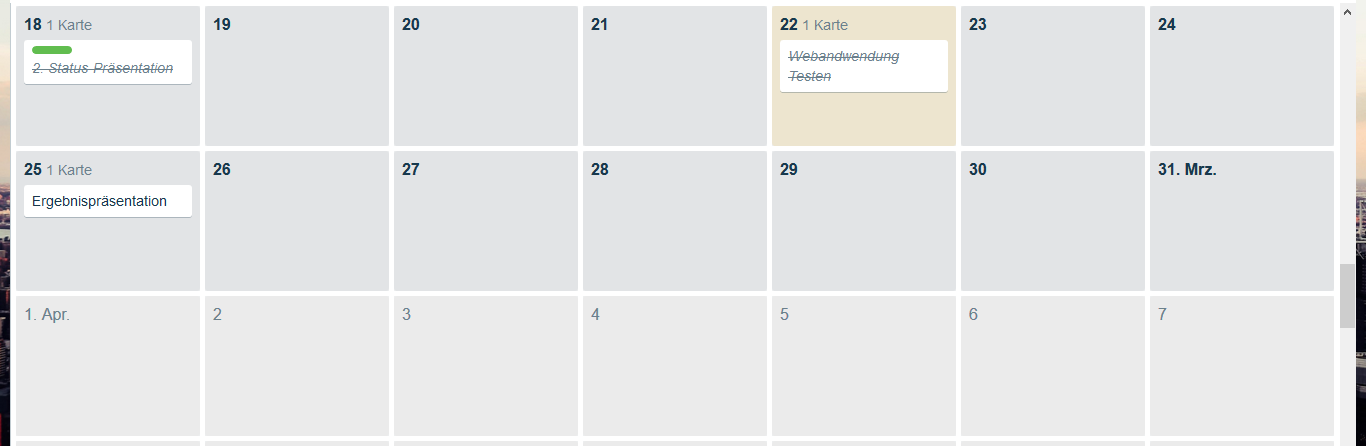 18 1 Karte
19
20
21
22 1 Karte
23
24
2. Status Präsentation
Webandwendung
Testen
25 1 Karte
26
27
28
29
30
31. Mrz.
Ergebnispräsentation
1. Apr.
2
3
4
5
6
7